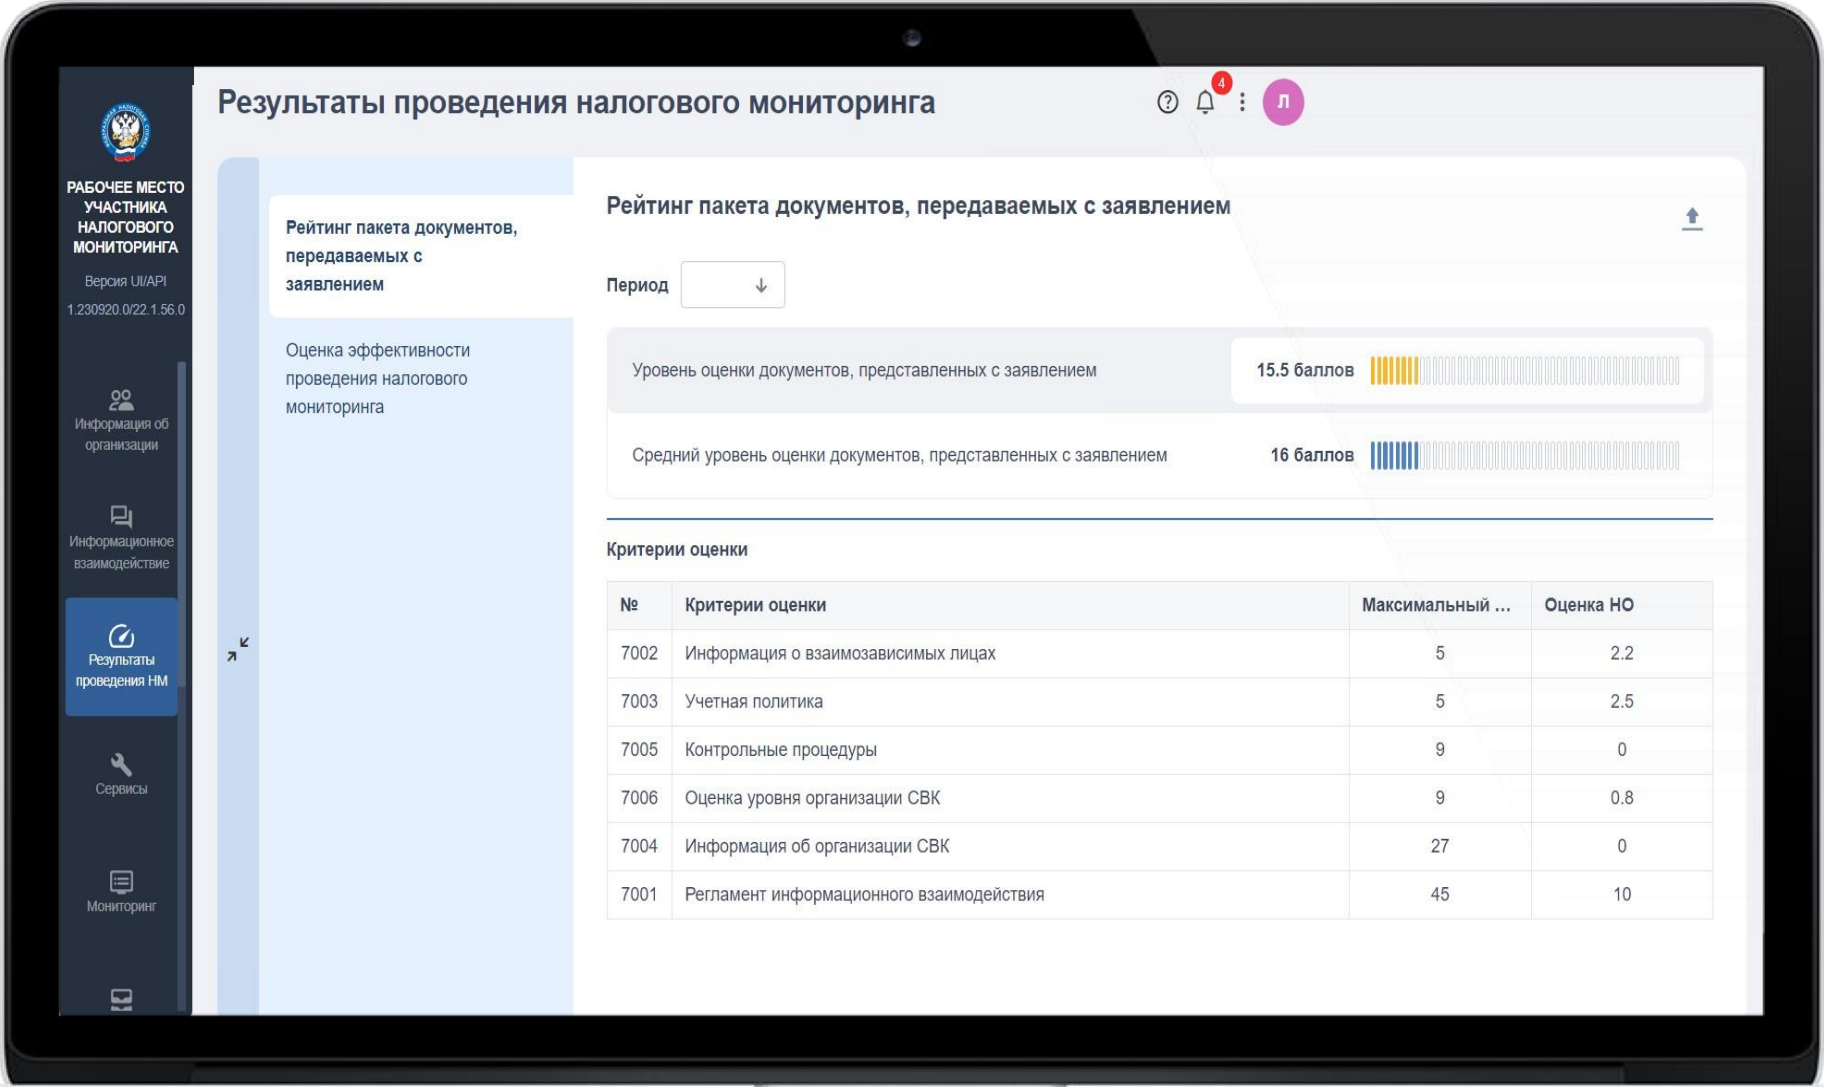 РАБОЧЕЕ МЕСТО
УЧАСТНИКА
НАЛОГОВОГО
МОНИТОРИНГА
Версия UI/API
1.230920.0/22.1.56.0
Информация об
организации
Информационное
взаимодействие
Результаты
проведения НМ
Сервисы
Мониторинг
Результаты проведения налогового мониторинга
4
Л
Рейтинг пакета документов,
передаваемых с
заявлением
Оценка эффективности
проведения налогового
мониторинга
Рейтинг пакета документов, передаваемых с заявлением
Период
Уровень оценки документов, представленных с заявлением 15.5 баллов
Средний уровень оценки документов, представленных с заявлением 16 баллов
Критерии оценки
№ Критерии оценки Максимальный ... Оценка НО
7002 Информация о взаимозависимых лицах 5 2.2
7003 Учетная политика 5 2.5
7005 Контрольные процедуры 9 0
7006 Оценка уровня организации СВК 9 0.8
7004 Информация об организации СВК 27 0
7001 Регламент информационного взаимодействия 45 10